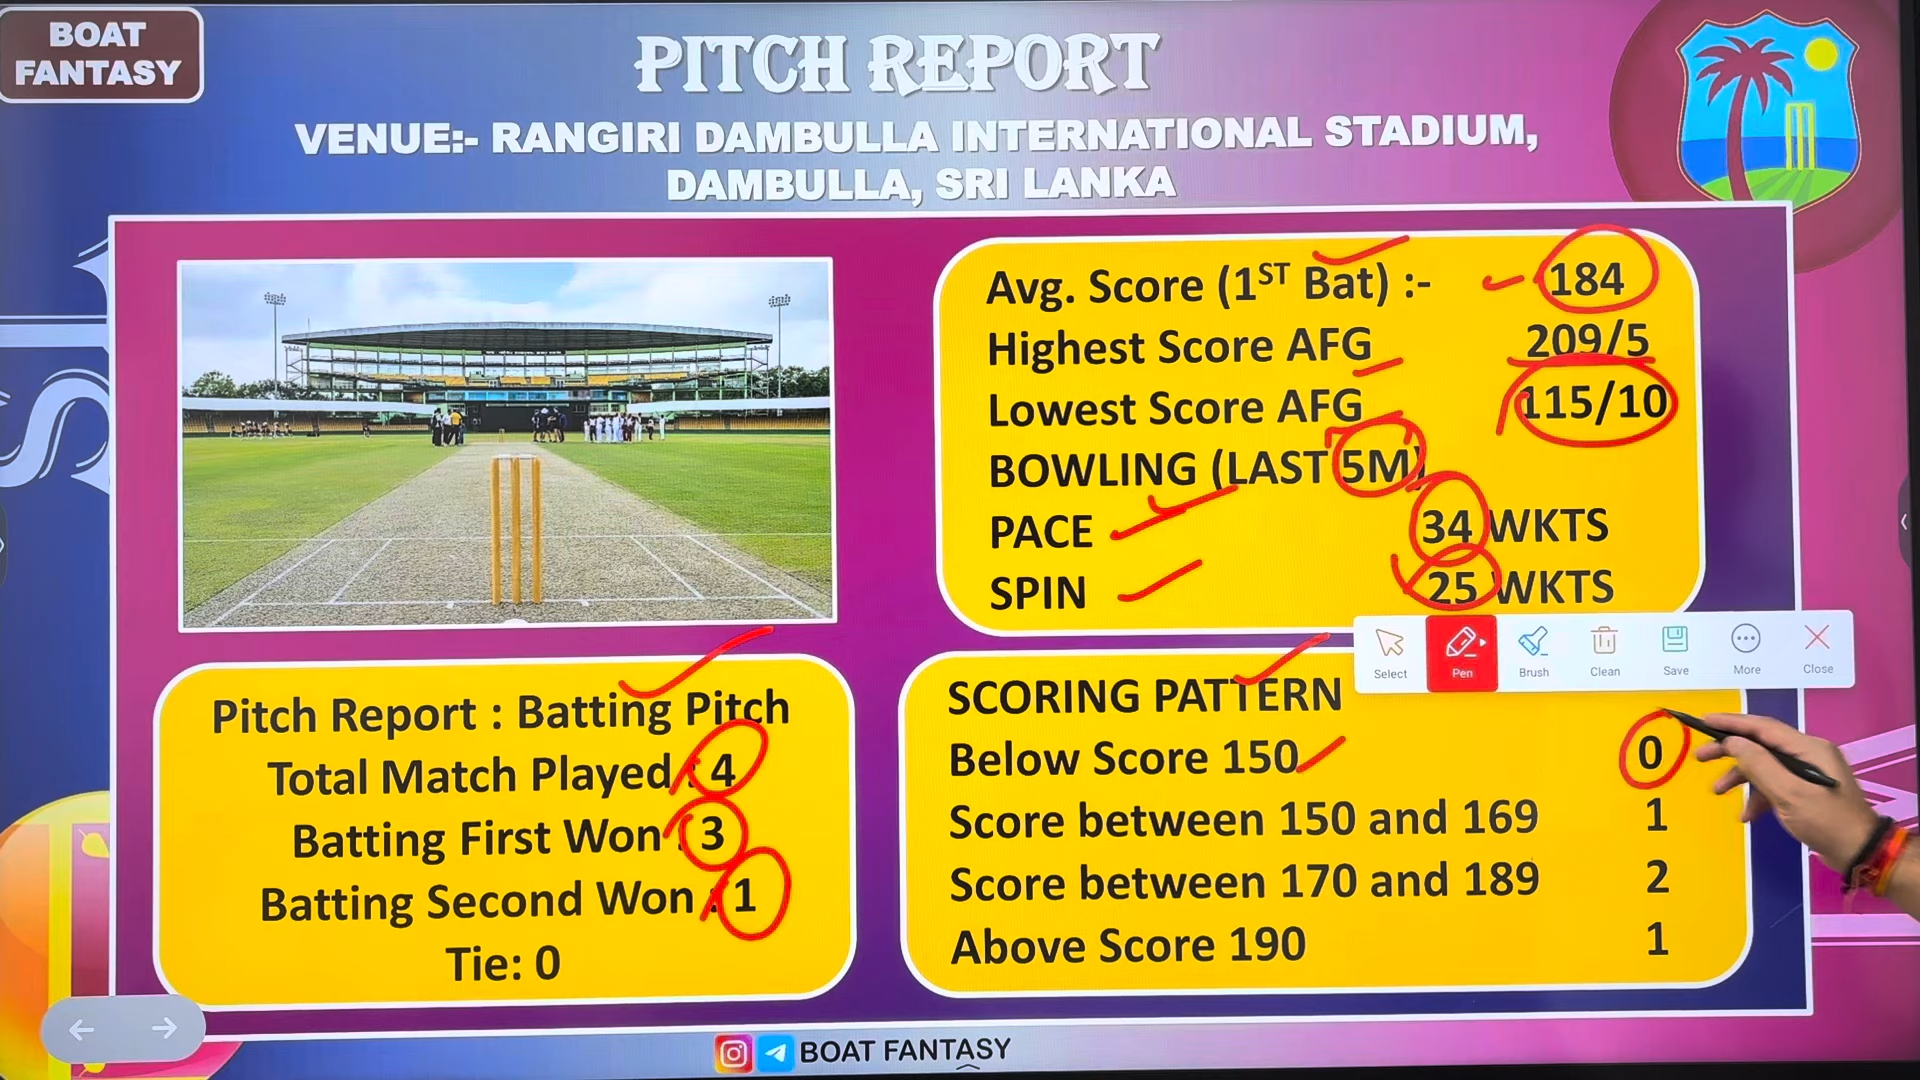 BOAT
FANTASY
PITCH REPORT
VENUE:- RANGIRI DAMBULLA INTERNATIONAL STADIUM,
DAMBULLA, SRI LANKA
Avg. Score (1ST Bat) :- 184
Highest Score AFG 209/5
Lowest Score AFG 115/10
BOWLING (LAST 5M)
PACE 34 WKTS
SPIN 25 WKTS
Select Pen Brush Clean Save More Close
Pitch Report : Batting Pitch
Total Match Played : 4
Batting First Won : 3
Batting Second Won : 1
Tie: 0
SCORING PATTERN
Below Score 150 0
Score between 150 and 169 1
Score between 170 and 189 2
Above Score 190 1
BOAT FANTASY